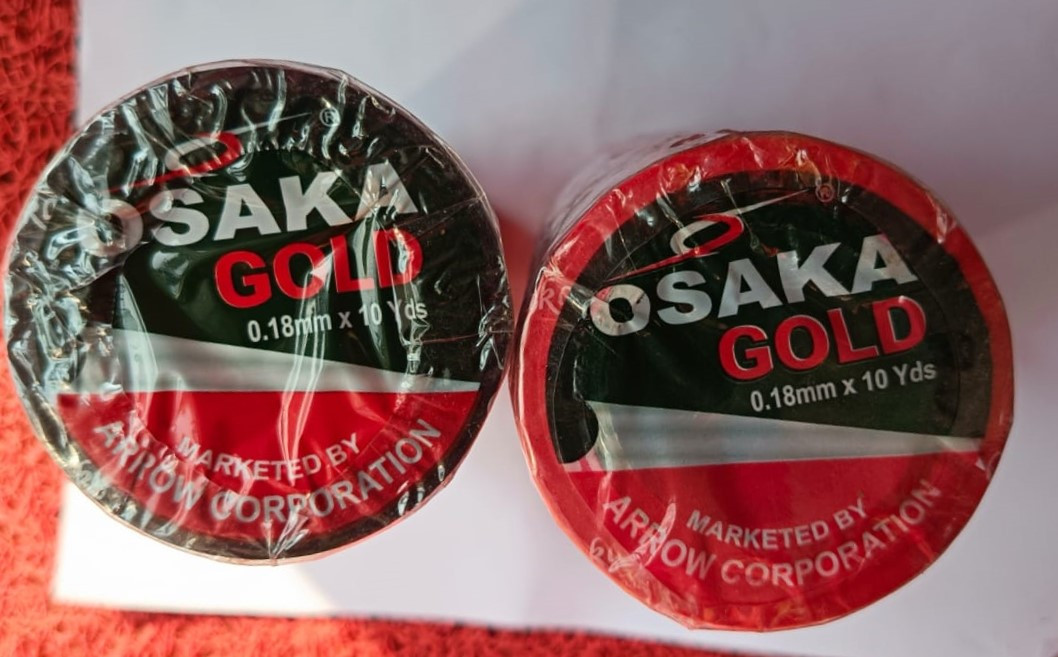 ®
OSAKA
GOLD
0.18mm x 10 Yds
MARKETED BY
ARROW CORPORATION
®
OSAKA
GOLD
0.18mm x 10 Yds
MARKETED BY
ARROW CORPORATION